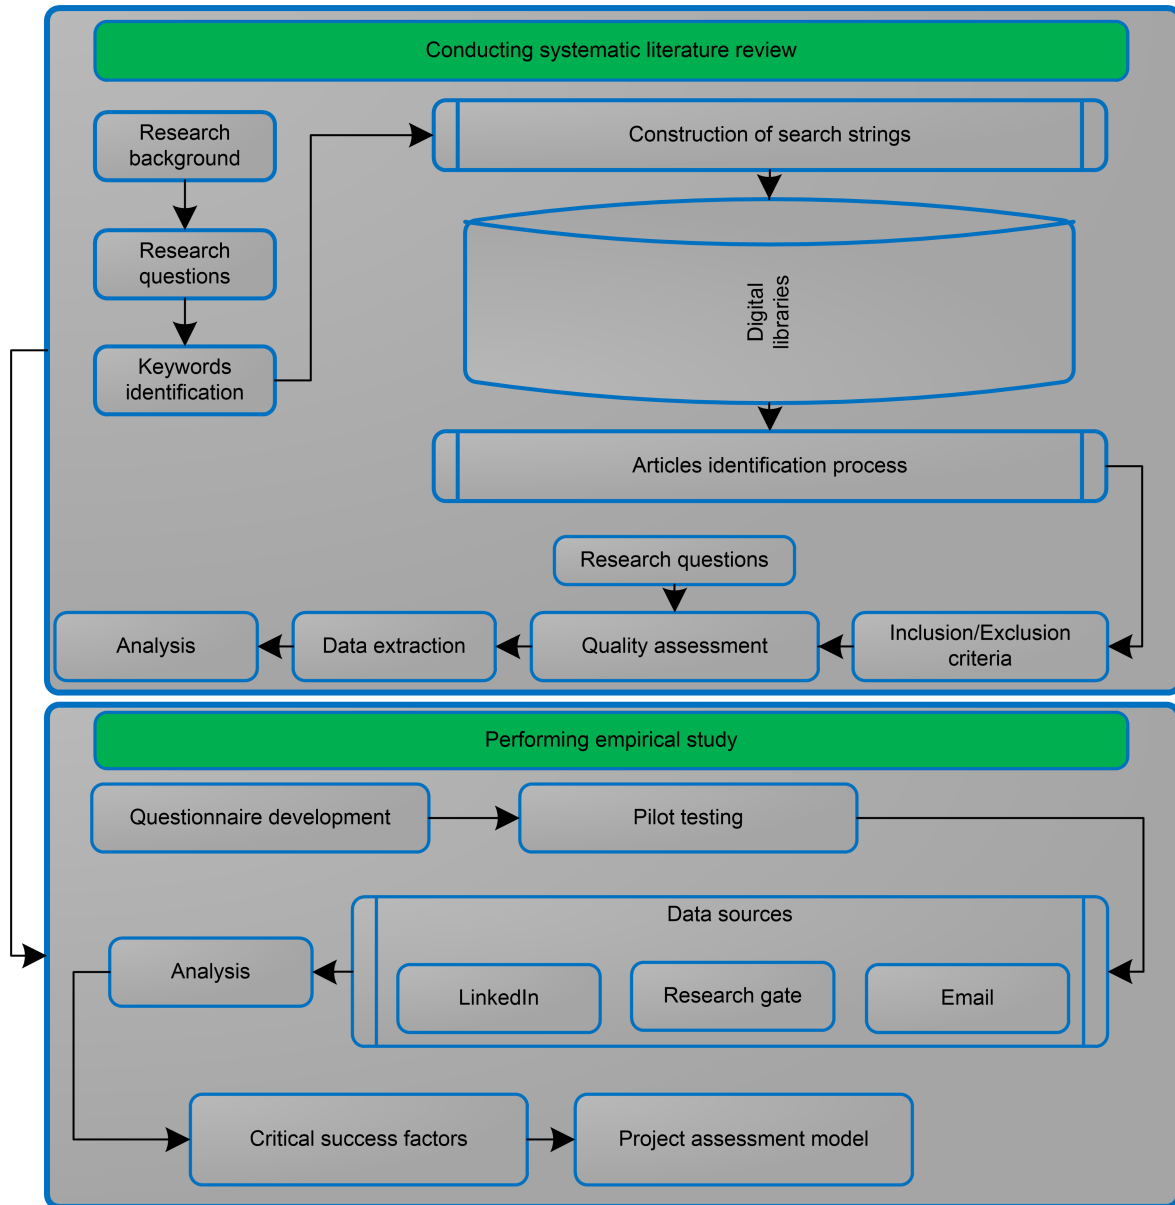 Conducting systematic literature review
Research
background
Construction of search strings
Research
questions
Digital
libraries
Keywords
identification
Articles identification process
Research questions
Analysis
Data extraction
Quality assessment
Inclusion/Exclusion
criteria
Performing empirical study
Questionnaire development
Pilot testing
Data sources
Analysis
LinkedIn
Research gate
Email
Critical success factors
Project assessment model